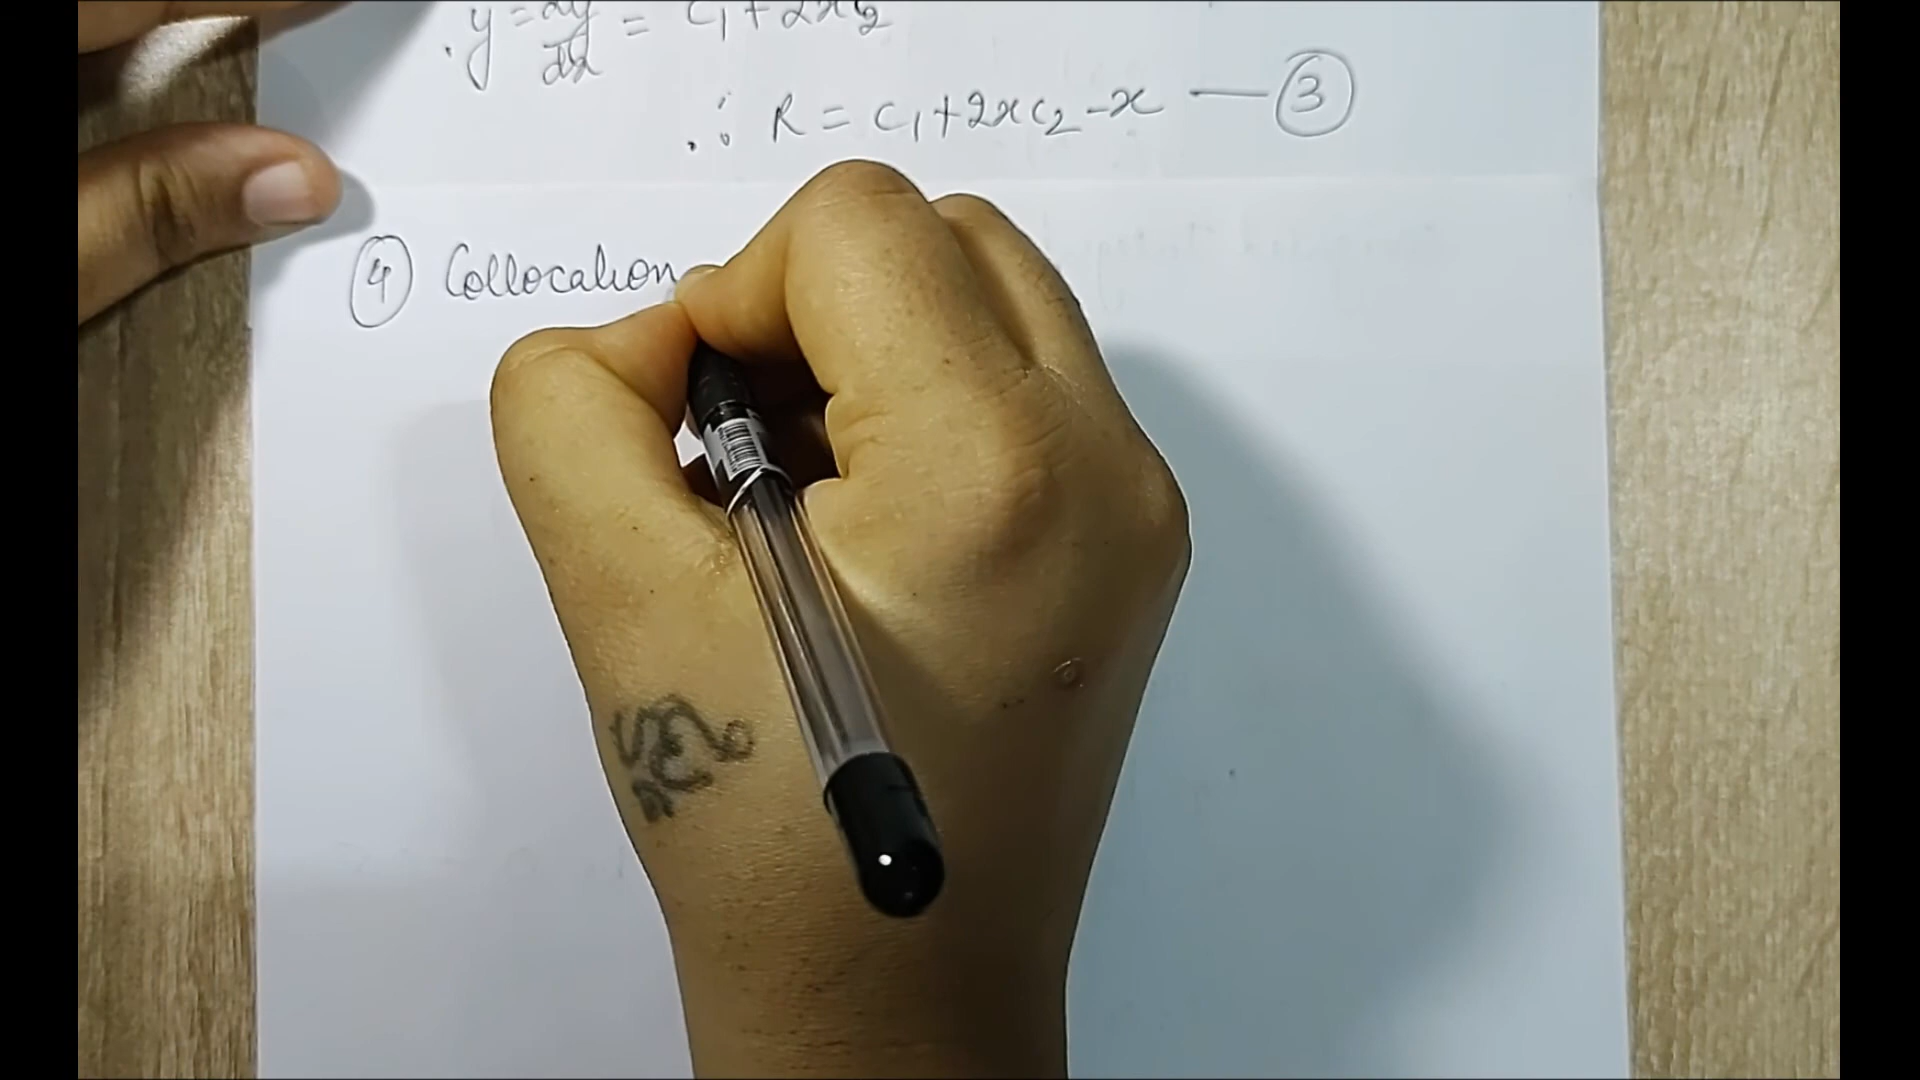 y = dy/dx = C₁ + 2xC₂
∴ R = C₁ + 2xC₂ - x — ③
④ Collocation